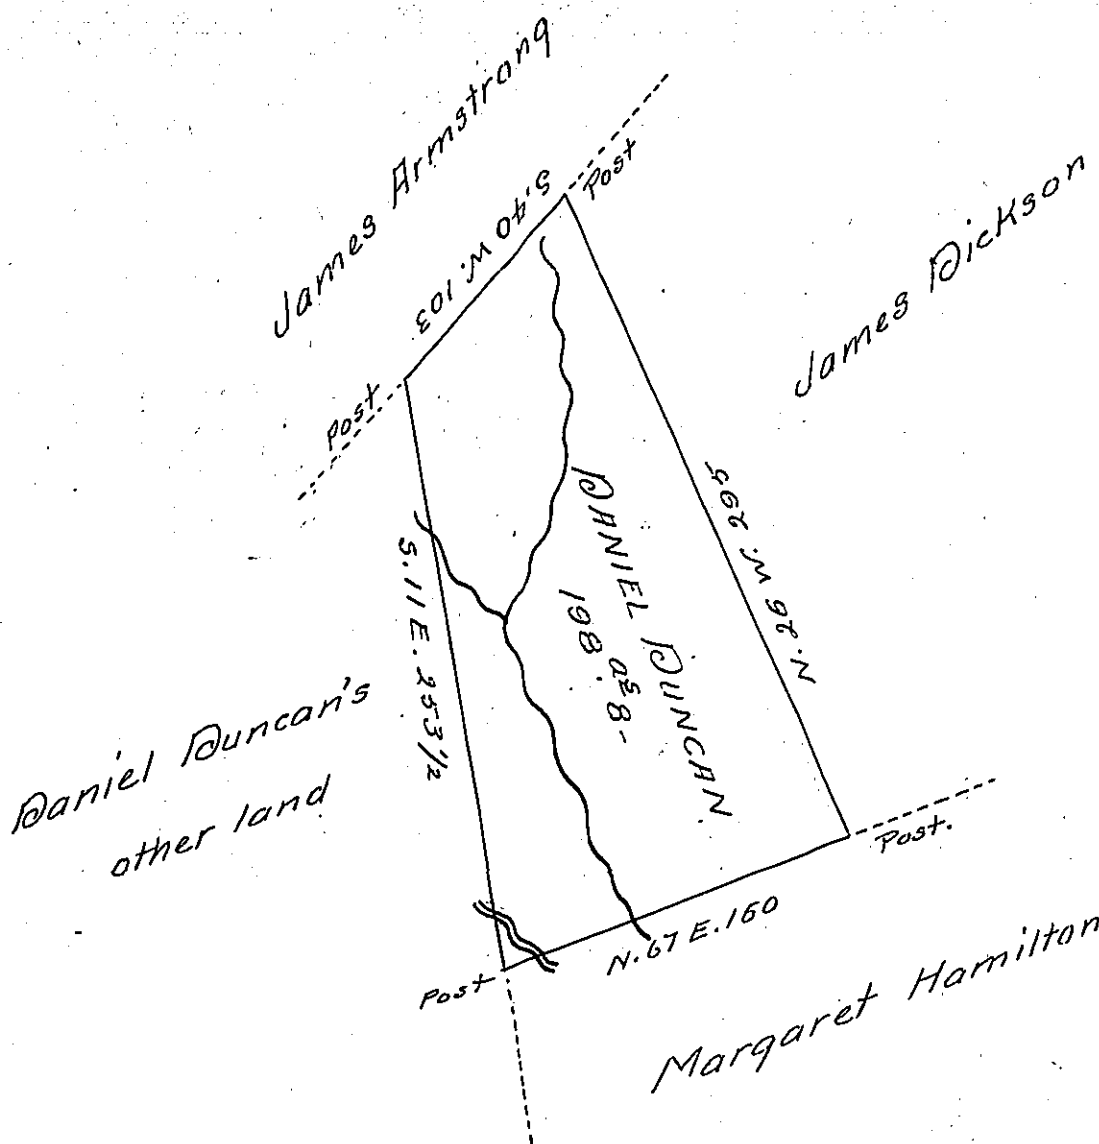 James Armstrong
S. 40 W. 103
Post
Post
James Dickson
N. 26 W. 295
DANIEL DUNCAN
198 as 8-
S. 11 E. 253 1/2
Daniel Duncan's
other land
Post.
N. 67 E. 160
Post
Margaret Hamilton